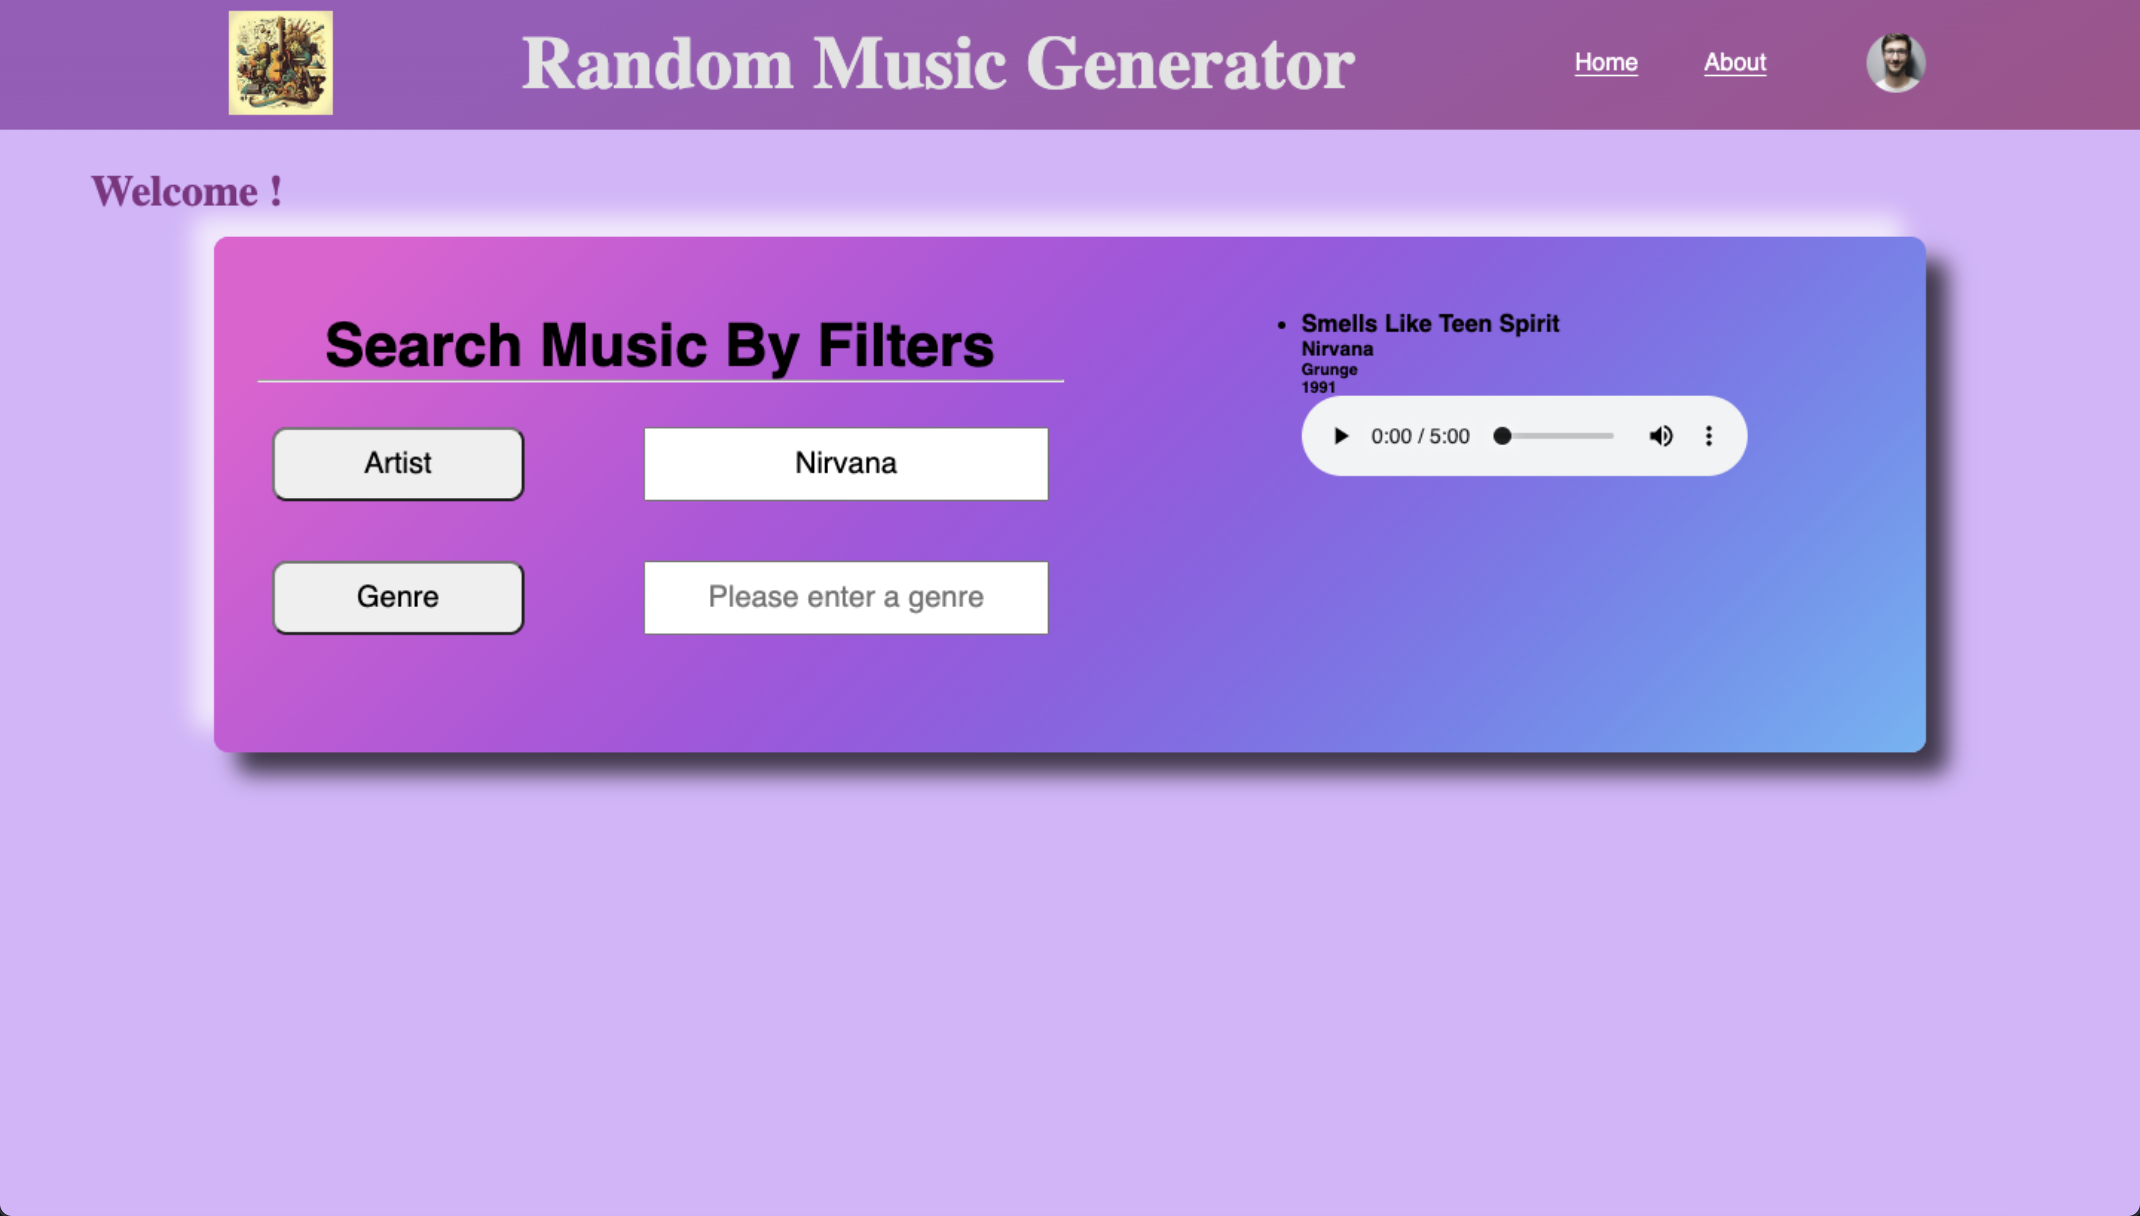 Random Music Generator
Home
About
Welcome !
Search Music By Filters
Artist
Nirvana
Genre
Please enter a genre
Smells Like Teen Spirit
Nirvana
Grunge
1991
0:00 / 5:00